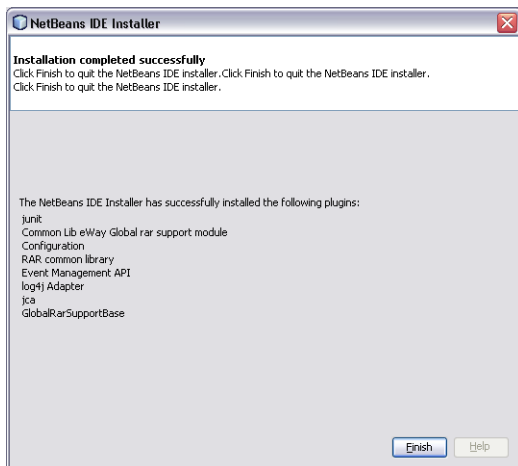 NetBeans IDE Installer
Installation completed successfully
Click Finish to quit the NetBeans IDE installer.Click Finish to quit the NetBeans IDE installer.
Click Finish to quit the NetBeans IDE installer.
The NetBeans IDE Installer has successfully installed the following plugins:
junit
Common Lib eWay Global rar support module
Configuration
RAR common library
Event Management API
log4j Adapter
jca
GlobalRarSupportBase
Finish
Help